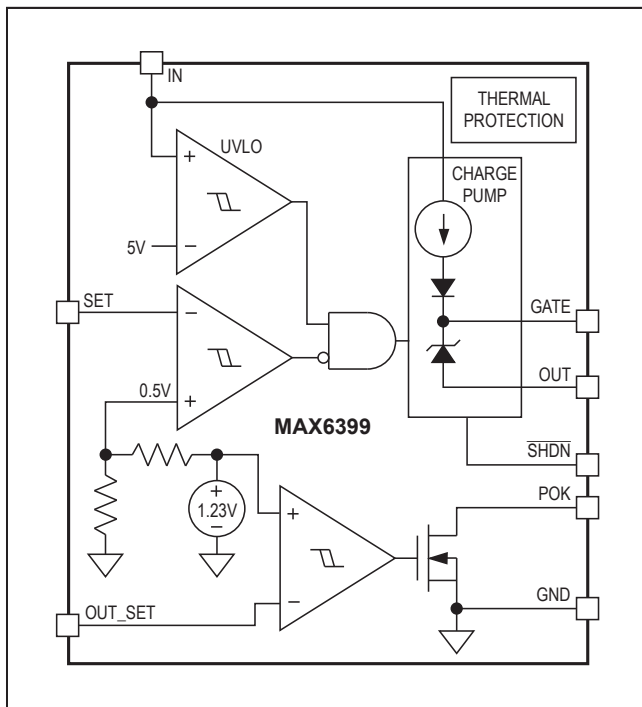 IN
THERMAL
PROTECTION
UVLO
+
CHARGE
PUMP
5V
−
SET
−
GATE
0.5V
+
OUT
MAX6399
SHDN
POK
+
1.23V
−
+
GND
OUT_SET
−